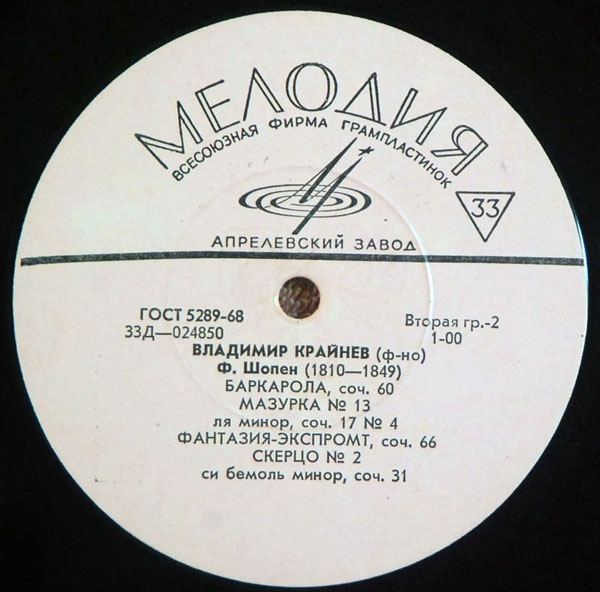 МЕЛОДИЯ
ВСЕСОЮЗНАЯ ФИРМА ГРАМПЛАСТИНОК
33
АПРЕЛЕВСКИЙ ЗАВОД
ГОСТ 5289-68
Вторая гр.-2
33Д—024850
1-00
ВЛАДИМИР КРАЙНЕВ (ф-но)
Ф. Шопен (1810—1849)
БАРКАРОЛА, соч. 60
МАЗУРКА № 13
ля минор, соч. 17 № 4
ФАНТАЗИЯ-ЭКСПРОМТ, соч. 66
СКЕРЦО № 2
си бемоль минор, соч. 31